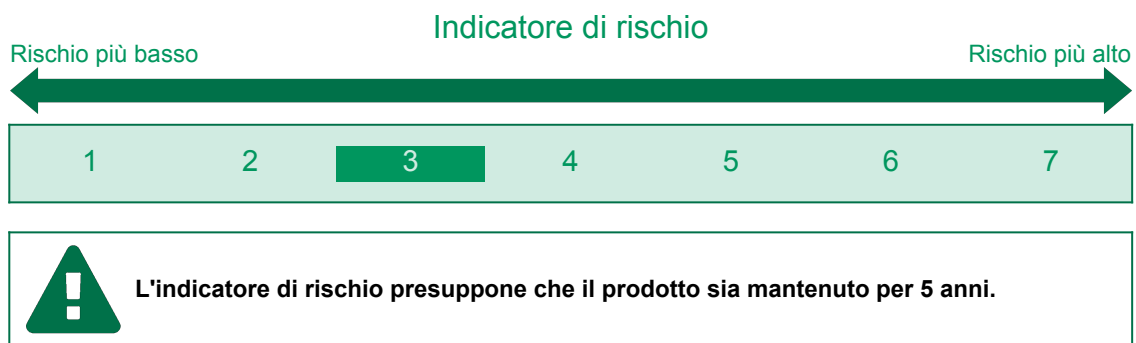 Indicatore di rischio
Rischio più basso Rischio più alto
1 2 3 4 5 6 7
L'indicatore di rischio presuppone che il prodotto sia mantenuto per 5 anni.